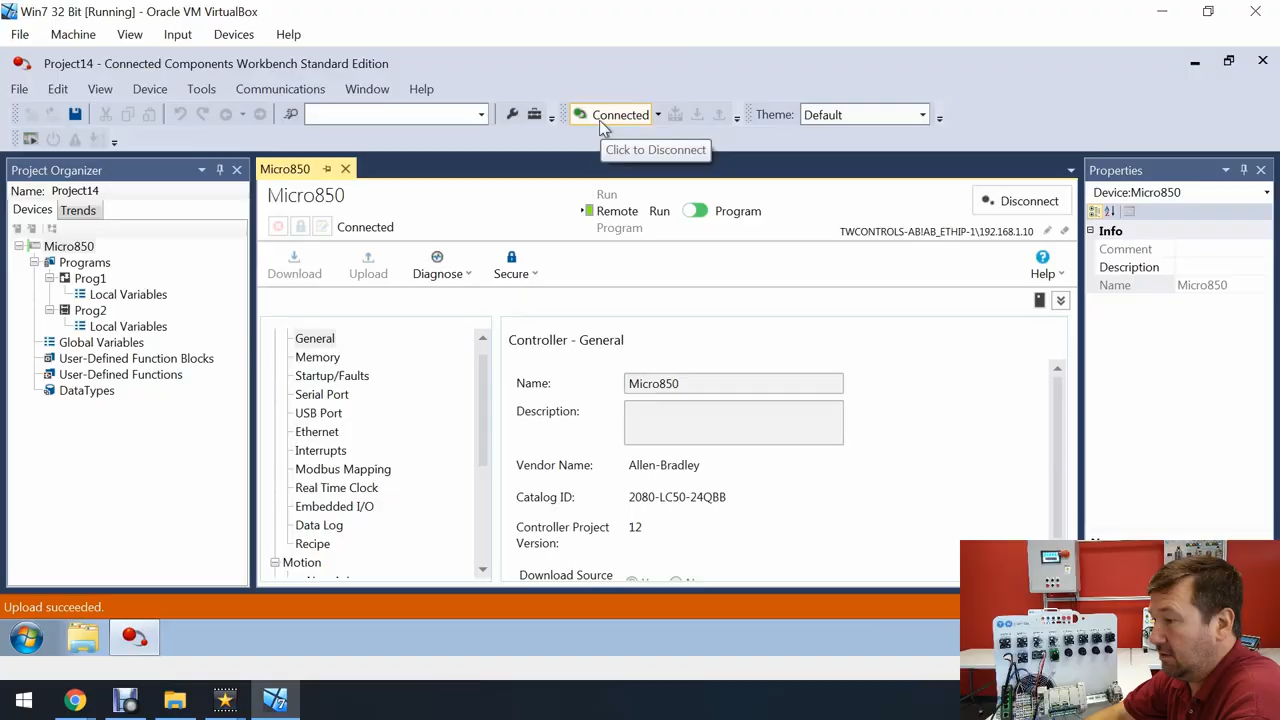 Win7 32 Bit [Running] - Oracle VM VirtualBox
File Machine View Input Devices Help
Project14 - Connected Components Workbench Standard Edition
File Edit View Device Tools Communications Window Help
Connected Theme: Default
Click to Disconnect
Project Organizer
Name: Project14
Devices Trends
Micro850
Programs
Prog1
Local Variables
Prog2
Local Variables
Global Variables
User-Defined Function Blocks
User-Defined Functions
DataTypes
Micro850
Micro850
Connected
Run
Remote Run Program
Program
Disconnect
TWCONTROLS-AB!AB_ETHIP-1\192.168.1.10
Download Upload Diagnose Secure Help
General
Memory
Startup/Faults
Serial Port
USB Port
Ethernet
Interrupts
Modbus Mapping
Real Time Clock
Embedded I/O
Data Log
Recipe
Motion
Controller - General
Name: Micro850
Description:
Vendor Name: Allen-Bradley
Catalog ID: 2080-LC50-24QBB
Controller Project Version: 12
Download Source
Properties
Device:Micro850
Info
Comment
Description
Name Micro850
Upload succeeded.